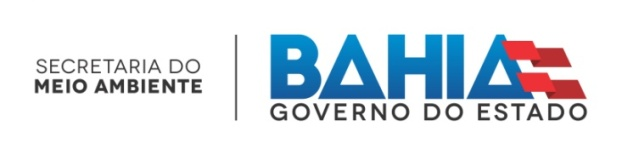 SECRETARIA DO
MEIO AMBIENTE
BAHIA
GOVERNO DO ESTADO